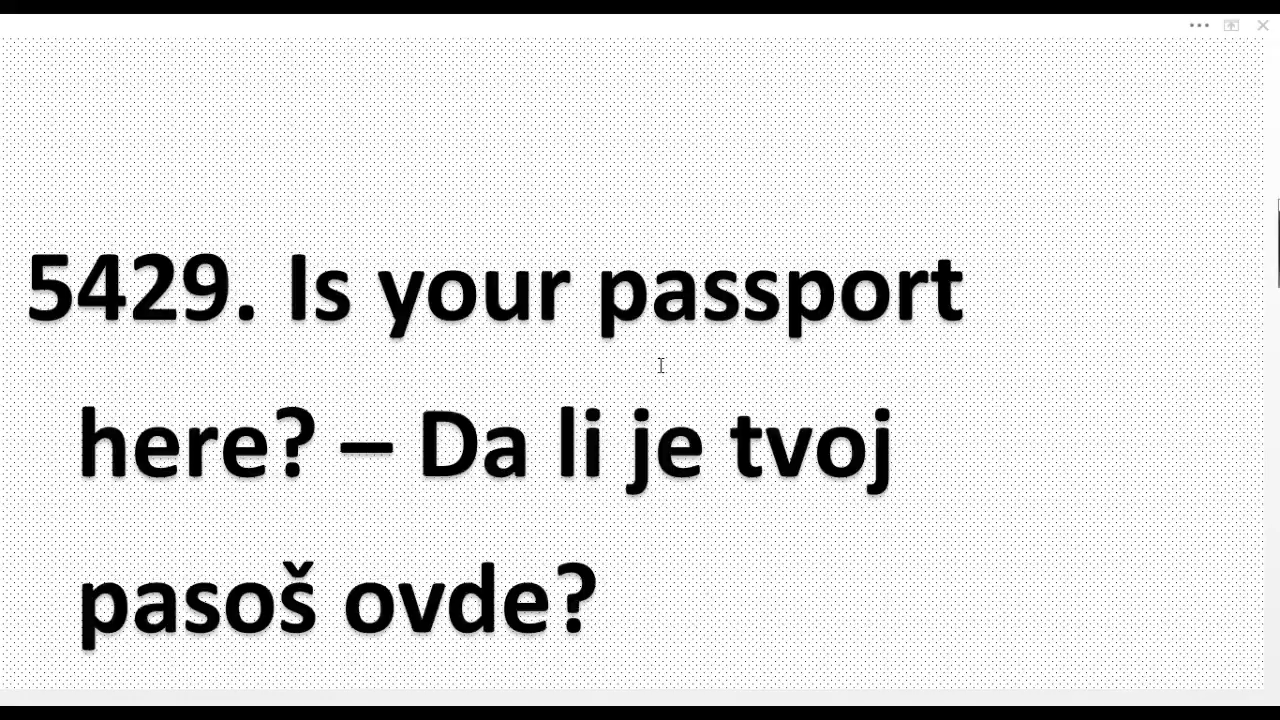 5429. Is your passport
here? – Da li je tvoj
pasoš ovde?